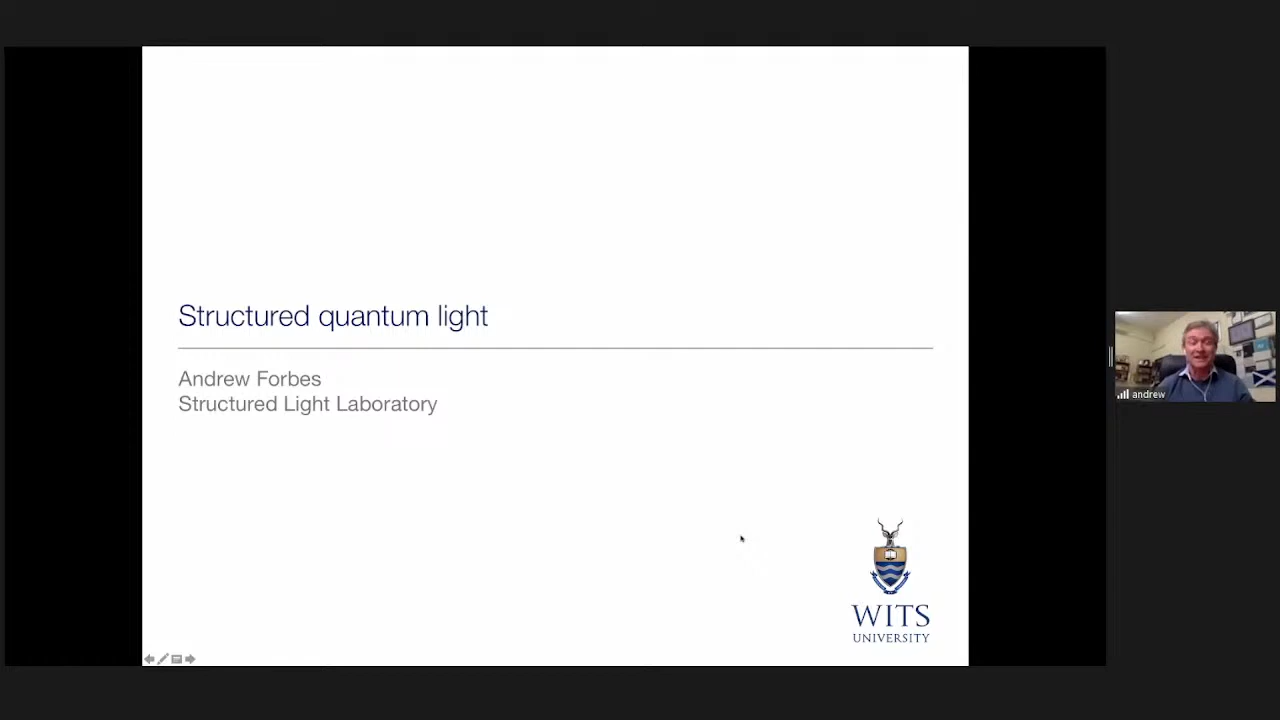 Structured quantum light
Andrew Forbes
Structured Light Laboratory
WITS
UNIVERSITY
andrew